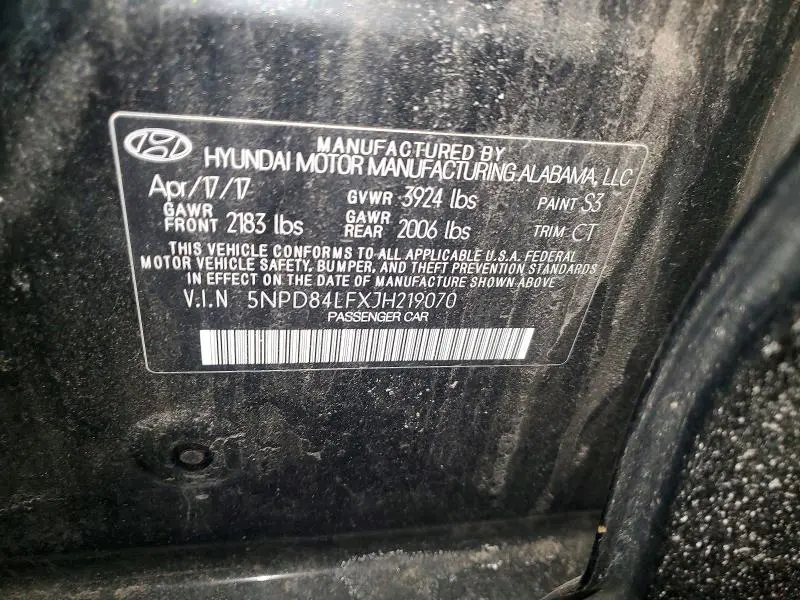 MANUFACTURED BY
HYUNDAI MOTOR MANUFACTURING ALABAMA, LLC
Apr/17/17 GVWR 3924 lbs PAINT S3
GAWR FRONT 2183 lbs GAWR REAR 2006 lbs TRIM CT
THIS VEHICLE CONFORMS TO ALL APPLICABLE U.S.A. FEDERAL
MOTOR VEHICLE SAFETY, BUMPER, AND THEFT PREVENTION STANDARDS
IN EFFECT ON THE DATE OF MANUFACTURE SHOWN ABOVE
V.I.N 5NPD84LFXJH219070
PASSENGER CAR